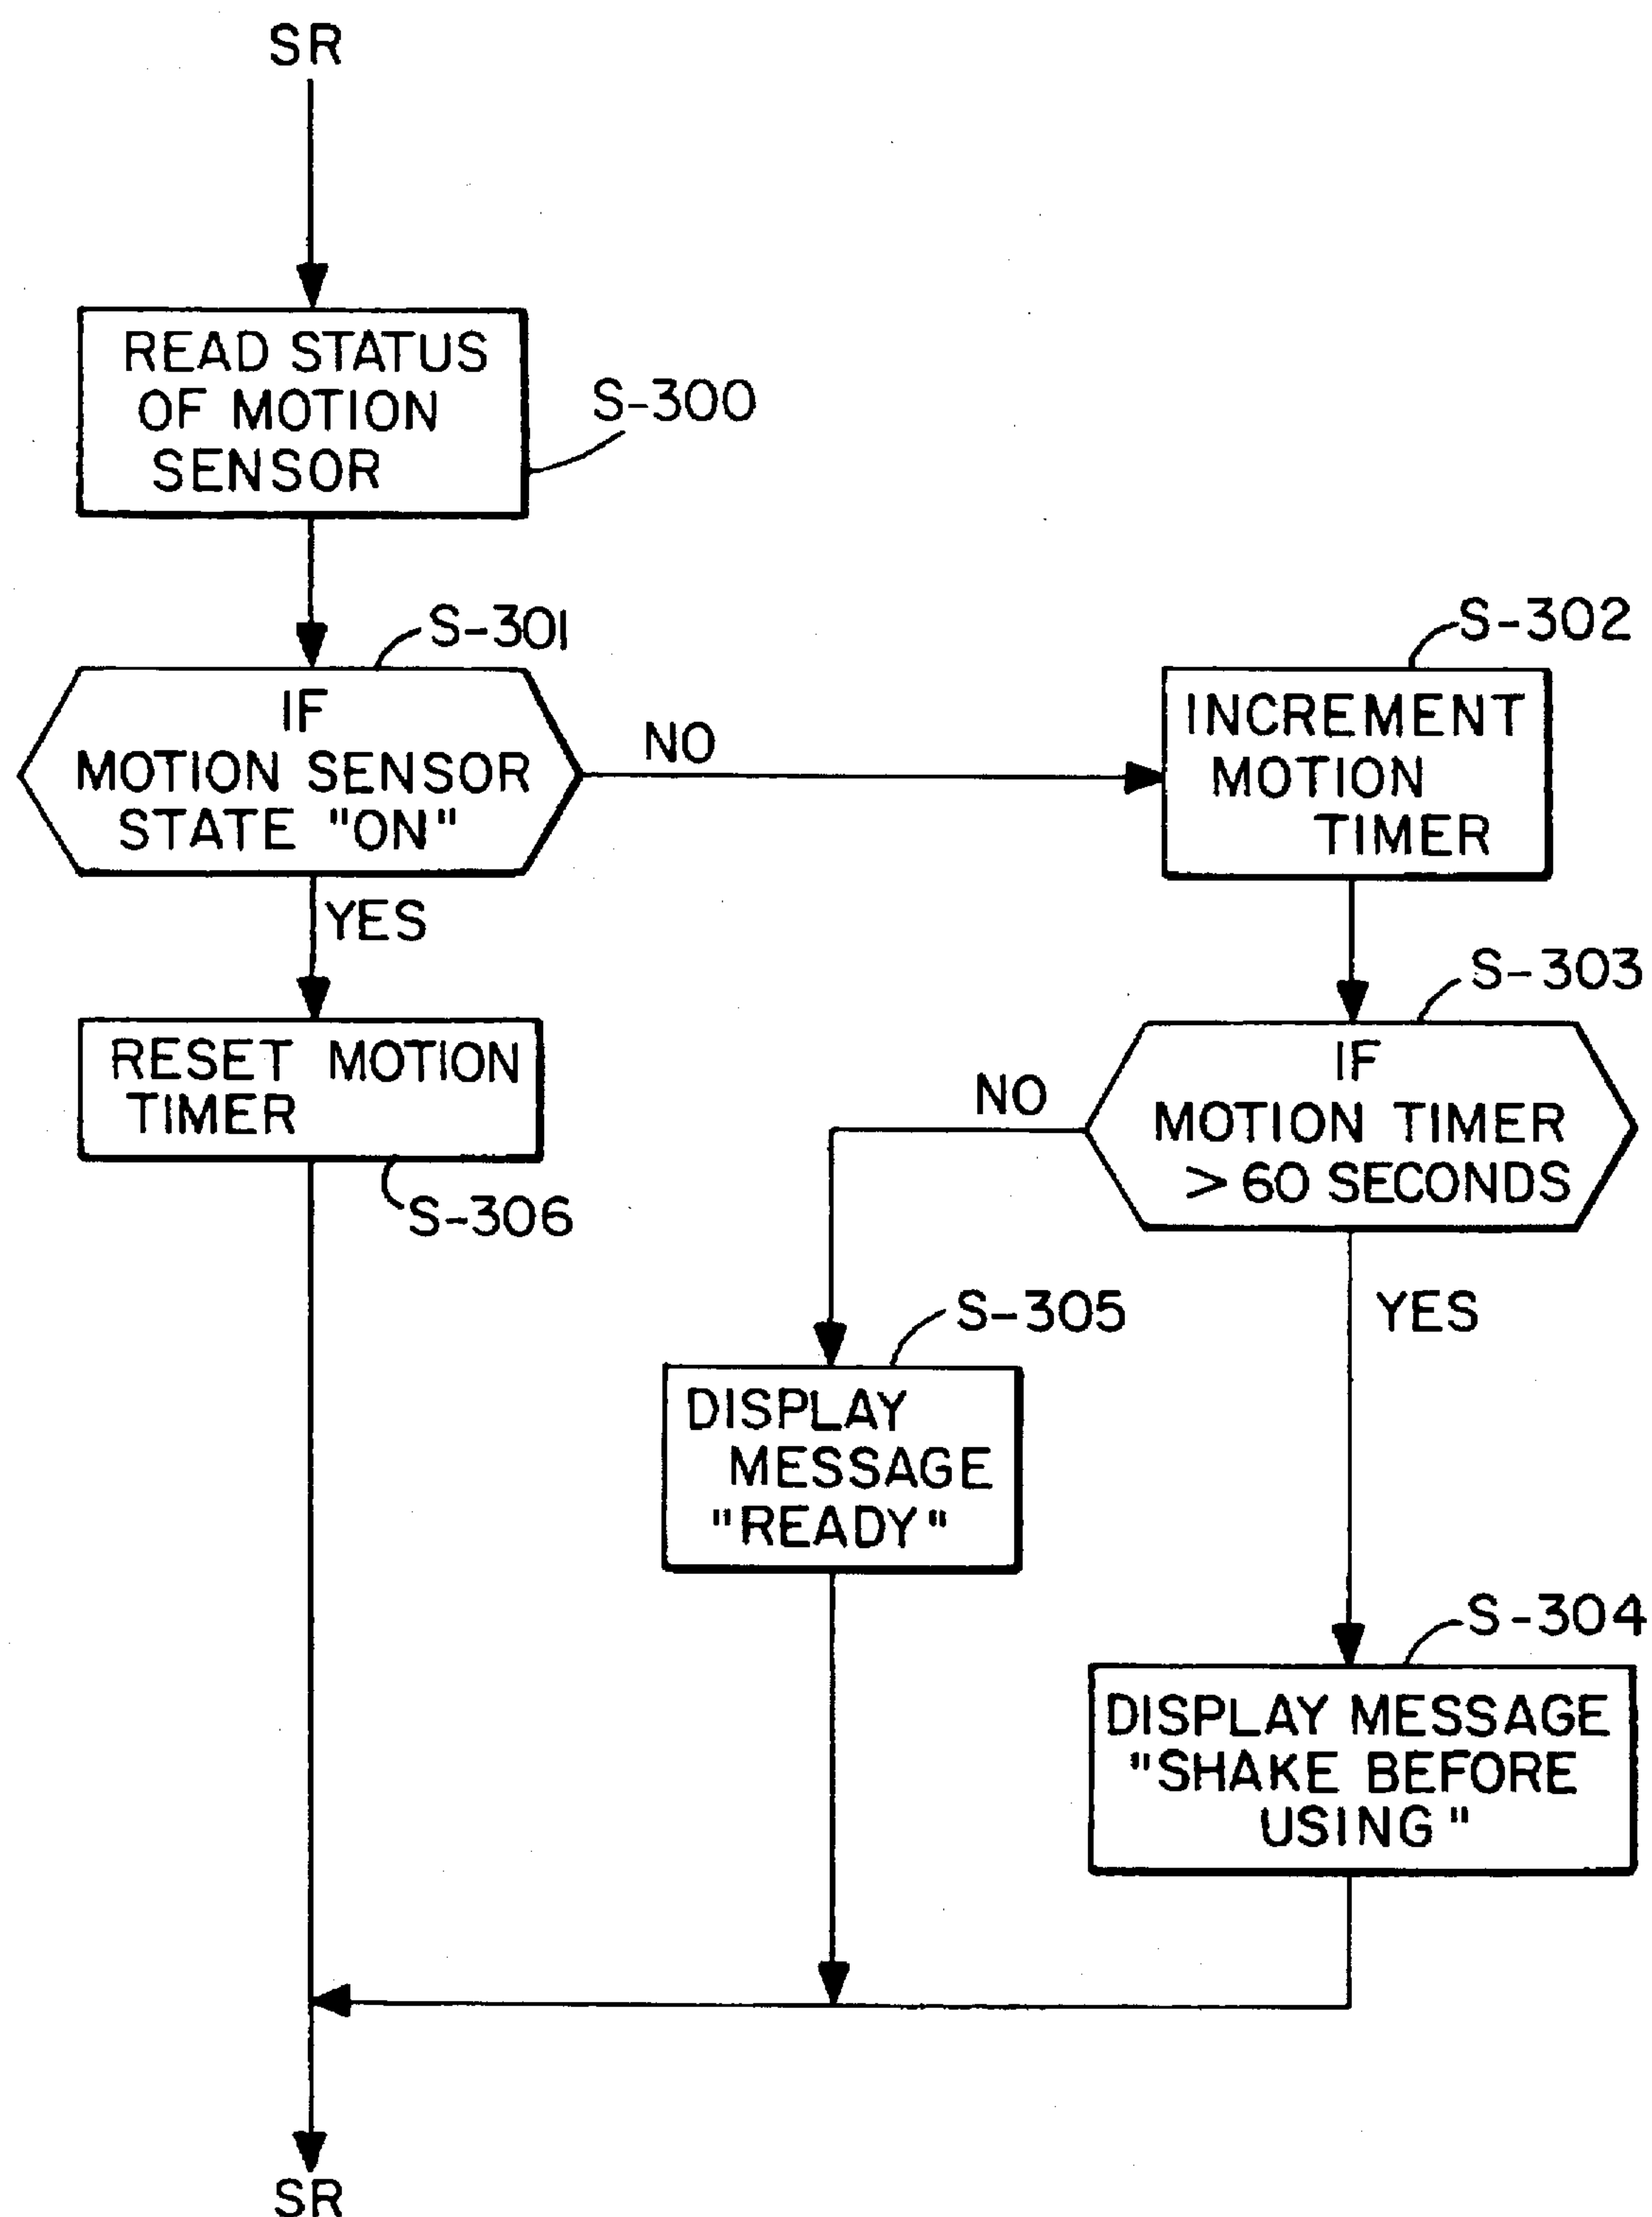 SR
READ STATUS
OF MOTION
SENSOR
S-300
S-301
IF
MOTION SENSOR
STATE "ON"
NO
S-302
INCREMENT
MOTION
TIMER
YES
RESET MOTION
TIMER
S-306
S-303
IF
MOTION TIMER
> 60 SECONDS
NO
YES
S-305
DISPLAY
MESSAGE
"READY"
S-304
DISPLAY MESSAGE
"SHAKE BEFORE
USING"
SR